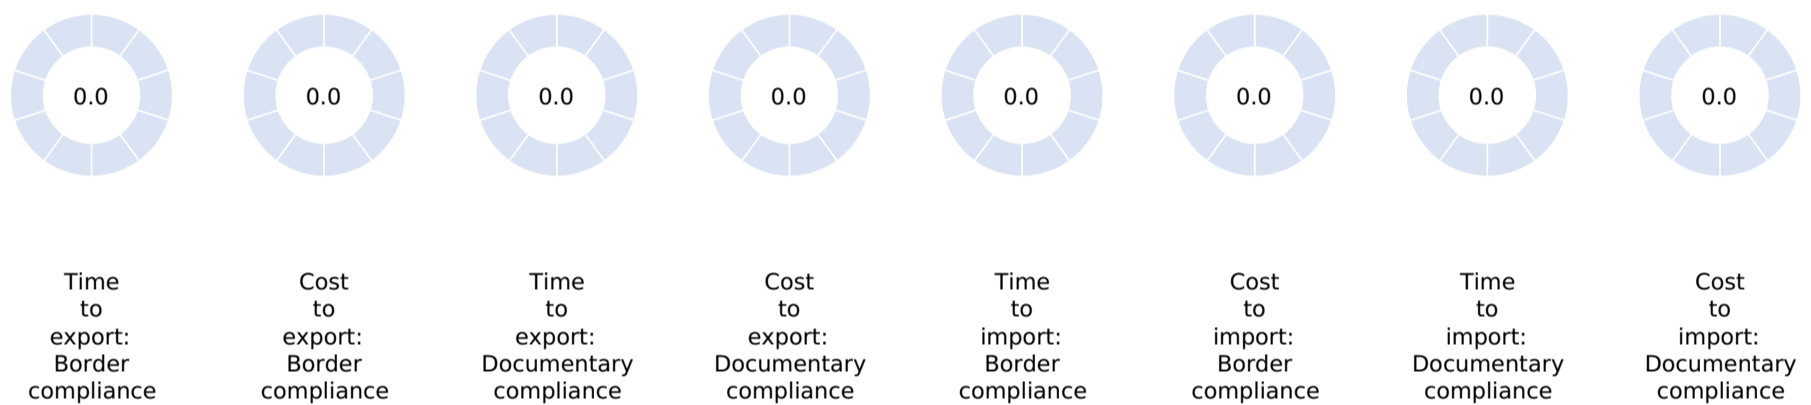 0.0 0.0 0.0 0.0 0.0 0.0 0.0 0.0
Time Cost Time Cost Time Cost Time Cost
to to to to to to to to
export: export: export: export: import: import: import: import:
Border Border Documentary Documentary Border Border Documentary Documentary
compliance compliance compliance compliance compliance compliance compliance compliance